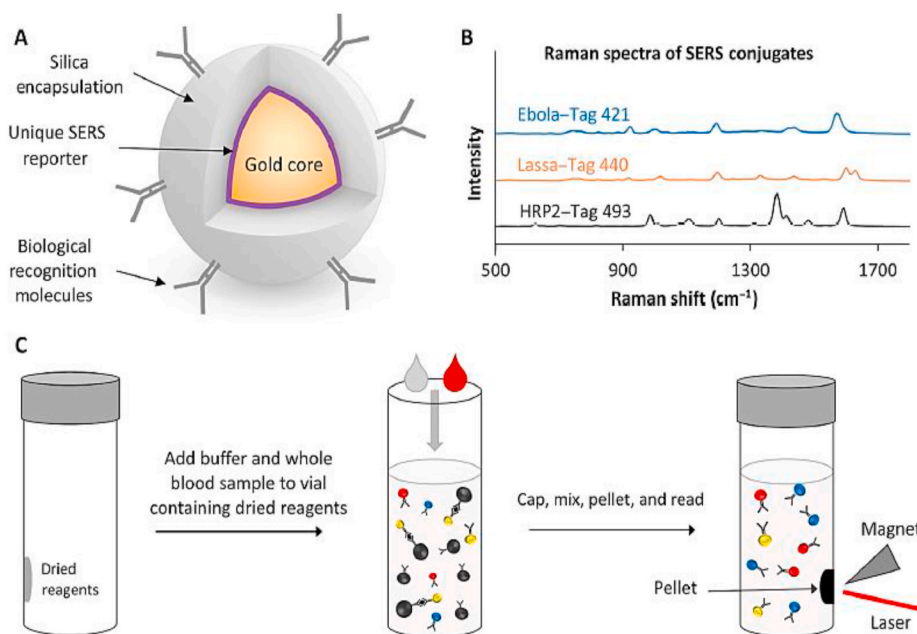 A
Silica
encapsulation
Unique SERS
reporter
Gold core
Biological
recognition
molecules
B
Raman spectra of SERS conjugates
Intensity
Ebola–Tag 421
Lassa–Tag 440
HRP2–Tag 493
500 900 1300 1700
Raman shift (cm⁻¹)
C
Dried
reagents
Add buffer and whole
blood sample to vial
containing dried reagents
Cap, mix, pellet, and read
Pellet
Magnet
Laser